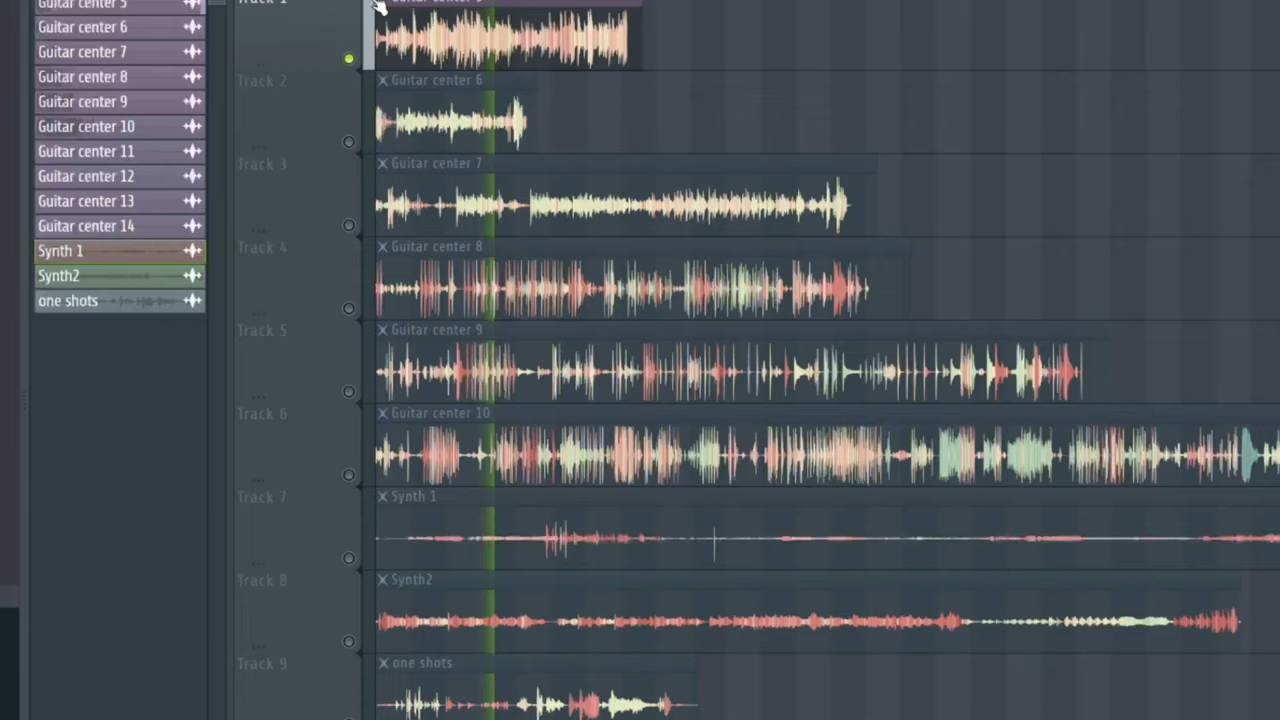 Guitar center 5
Guitar center 6
Guitar center 7
Guitar center 8
Guitar center 9
Guitar center 10
Guitar center 11
Guitar center 12
Guitar center 13
Guitar center 14
Synth 1
Synth2
one shots
Track 1
Track 2
Guitar center 6
Track 3
Guitar center 7
Track 4
Guitar center 8
Track 5
Guitar center 9
Track 6
Guitar center 10
Track 7
Synth 1
Track 8
Synth2
Track 9
one shots